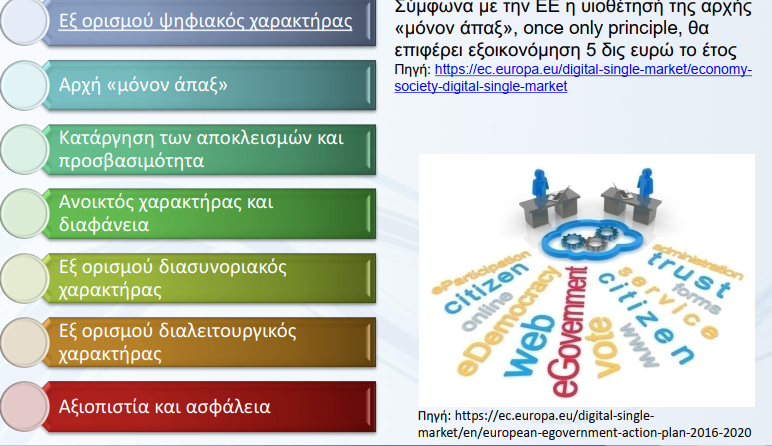 Εξ ορισμού ψηφιακός χαρακτήρας
Αρχή «μόνον άπαξ»
Κατάργηση των αποκλεισμών και
προσβασιμότητα
Ανοικτός χαρακτήρας και
διαφάνεια
Εξ ορισμού διασυνοριακός
χαρακτήρας
Εξ ορισμού διαλειτουργικός
χαρακτήρας
Αξιοπιστία και ασφάλεια
Σύμφωνα με την ΕΕ η υιοθέτησή της αρχής
«μόνον άπαξ», once only principle, θα
επιφέρει εξοικονόμηση 5 δις ευρώ το έτος
Πηγή: https://ec.europa.eu/digital-single-market/economy-
society-digital-single-market
eParticipation
citizen
online
eDemocracy
web
eGovernment
vote
citizen
www
service
forms
trust
administration
Πηγή: https://ec.europa.eu/digital-single-
market/en/european-egovernment-action-plan-2016-2020